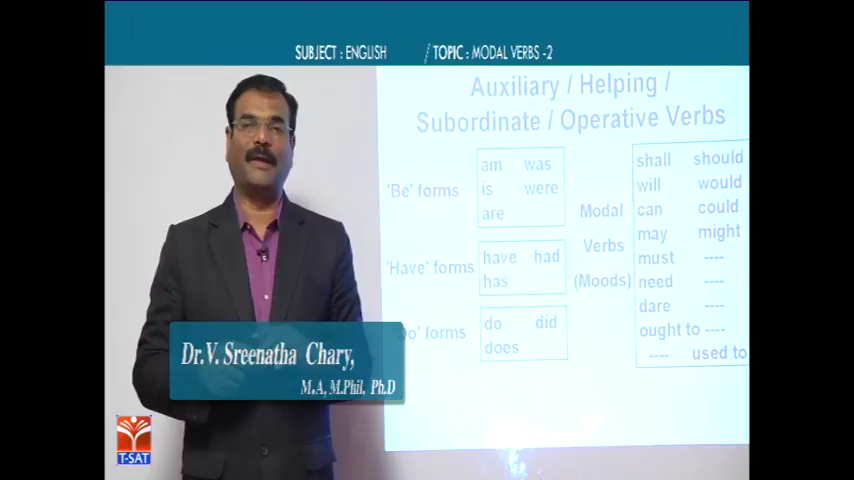 SUBJECT : ENGLISH / TOPIC : MODAL VERBS -2
Auxiliary / Helping /
Subordinate / Operative Verbs
'Be' forms
am was
is were
are
'Have' forms
have had
has
'Do' forms
do did
does
Modal
Verbs
(Moods)
shall should
will would
can could
may might
must ----
need ----
dare ----
ought to ----
---- used to
Dr.V. Sreenatha Chary,
M.A, M.Phil, Ph.D
T-SAT